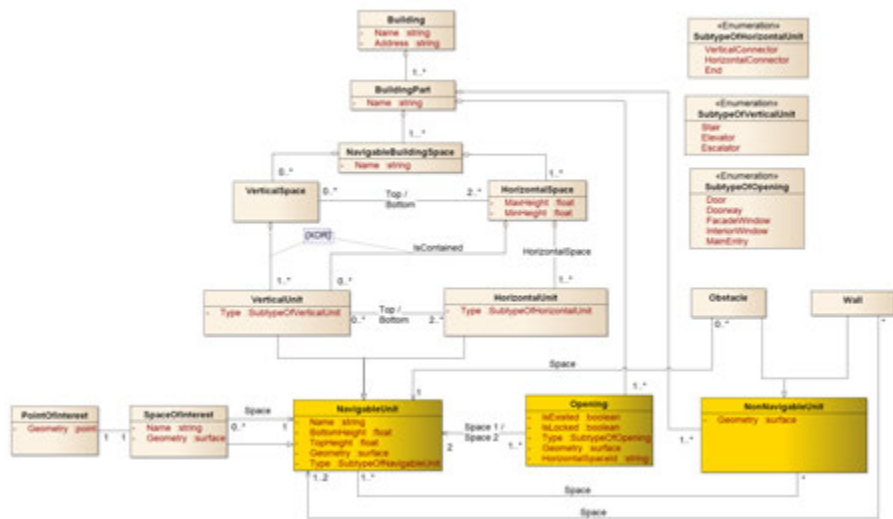 Building
- Name string
- Address string
1..*
BuildingPart
- Name string
1..*
NavigableBuildingSpace
- Name string
0..*
1..*
VerticalSpace
0..*
Top /
Bottom
2..*
HorizontalSpace
- MaxHeight float
- MinHeight float
{XOR}
IsContained
HorizontalSpace
1..*
0..*
1..*
VerticalUnit
- Type SubtypeOfVerticalUnit
0..*
Top /
Bottom
2..*
HorizontalUnit
- Type SubtypeOfHorizontalUnit
«Enumeration»
SubtypeOfHorizontalUnit
VerticalConnector
HorizontalConnector
End
«Enumeration»
SubtypeOfVerticalUnit
Stair
Elevator
Escalator
«Enumeration»
SubtypeOfOpening
Door
Doorway
FacadeWindow
InteriorWindow
MainEntry
Obstacle
0..*
Wall
*
Space
1
1..*
PointOfInterest
- Geometry point
1
1
SpaceOfInterest
- Name string
- Geometry surface
Space
0..*
1
NavigableUnit
- Name string
- BottomHeight float
- TopHeight float
- Geometry surface
- Type SubtypeOfNavigableUnit
Space 1 /
Space 2
2
1..*
Opening
- IsExited boolean
- IsLocked boolean
- Type SubtypeOfOpening
- Geometry surface
- HorizontalSpaceId string
NonNavigableUnit
- Geometry surface
1..*
1..2
1..*
Space
*
Space